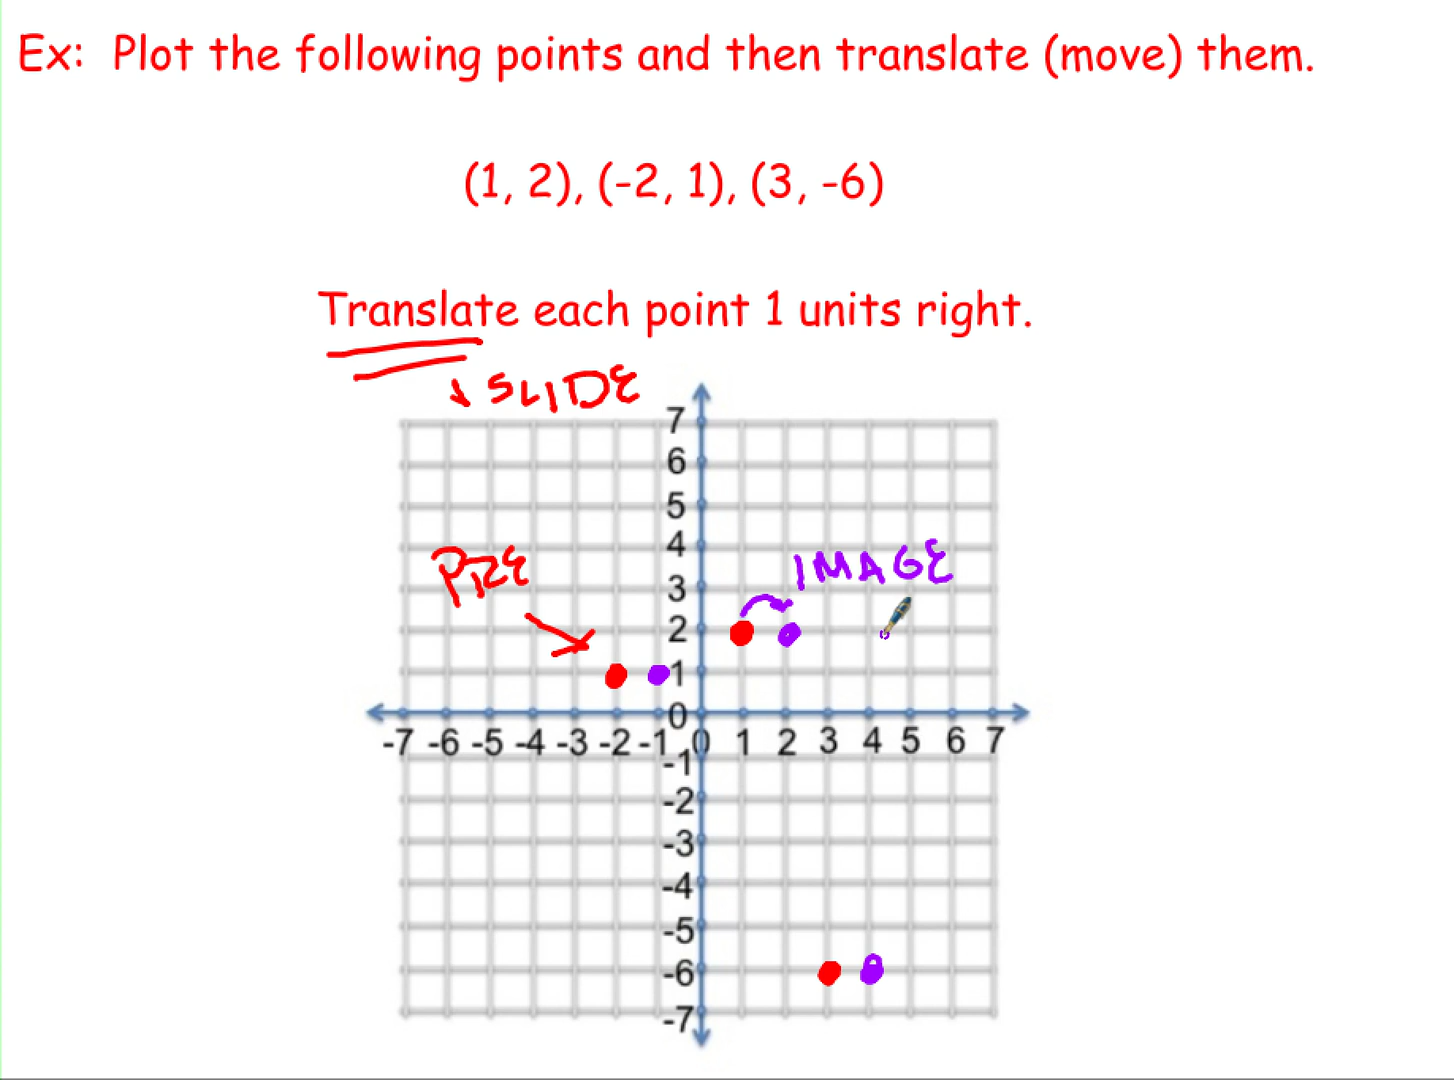 Ex: Plot the following points and then translate (move) them.
(1, 2), (-2, 1), (3, -6)
Translate each point 1 units right.
SLIDE
7
6
5
4
3
2
1
0
PRE
IMAGE
-7 -6 -5 -4 -3 -2 -1 0 1 2 3 4 5 6 7
-1
-2
-3
-4
-5
-6
-7